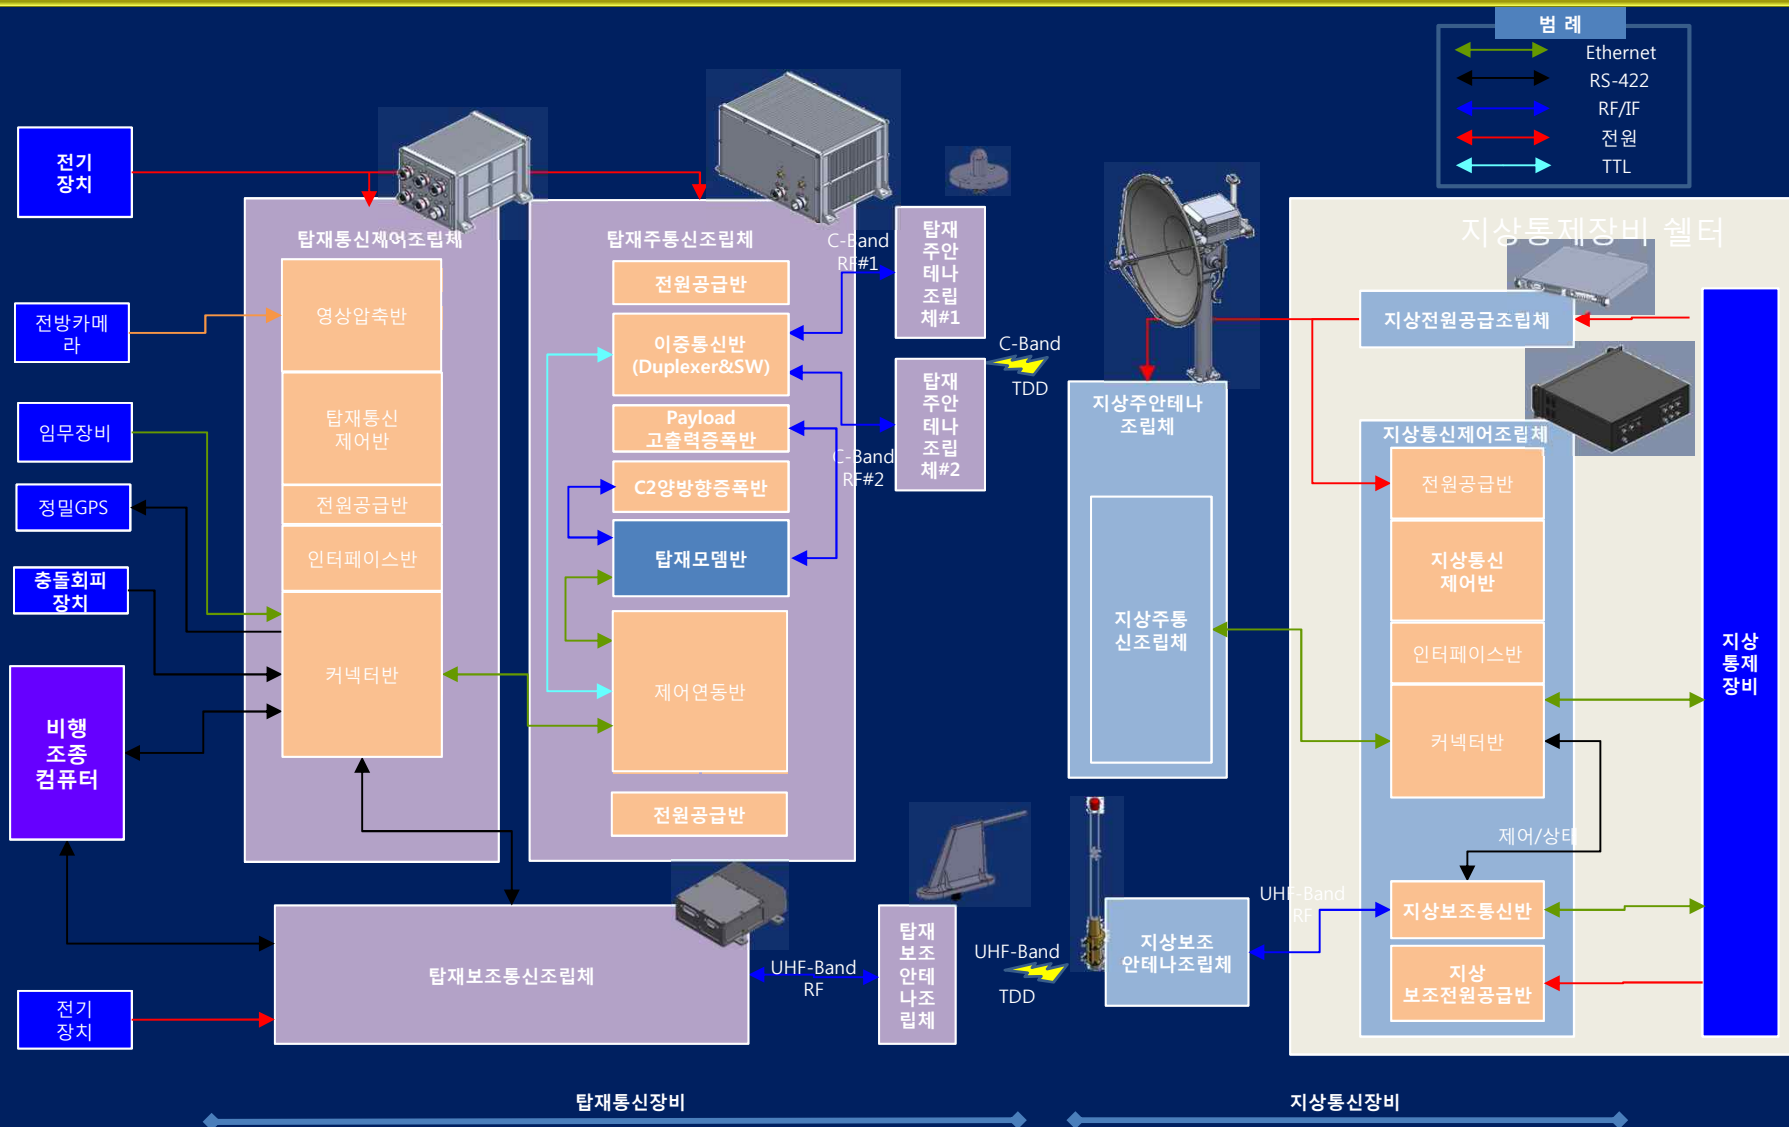 범 례
Ethernet
RS-422
RF/IF
전원
TTL
전기
장치
전방카메
라
임무장비
정밀GPS
충돌회피
장치
비행
조종
컴퓨터
전기
장치
탑재통신제어조립체
영상압축반
탑재통신
제어반
전원공급반
인터페이스반
커넥터반
탑재주통신조립체
전원공급반
이중통신반
(Duplexer&SW)
Payload
고출력증폭반
C2양방향증폭반
탑재모뎀반
제어연동반
전원공급반
C-Band
RF#1
C-Band
RF#2
탑재
주안
테나
조립
체#1
탑재
주안
테나
조립
체#2
C-Band
TDD
탑재보조통신조립체
UHF-Band
RF
탑재
보조
안테
나조
립체
UHF-Band
TDD
지상주안테나
조립체
지상주통
신조립체
지상보조
안테나조립체
UHF-Band
RF
지상통제장비 쉘터
지상전원공급조립체
지상통신제어조립체
전원공급반
지상통신
제어반
인터페이스반
커넥터반
제어/상태
지상보조통신반
지상
보조전원공급반
지상
통제
장비
탑재통신장비
지상통신장비